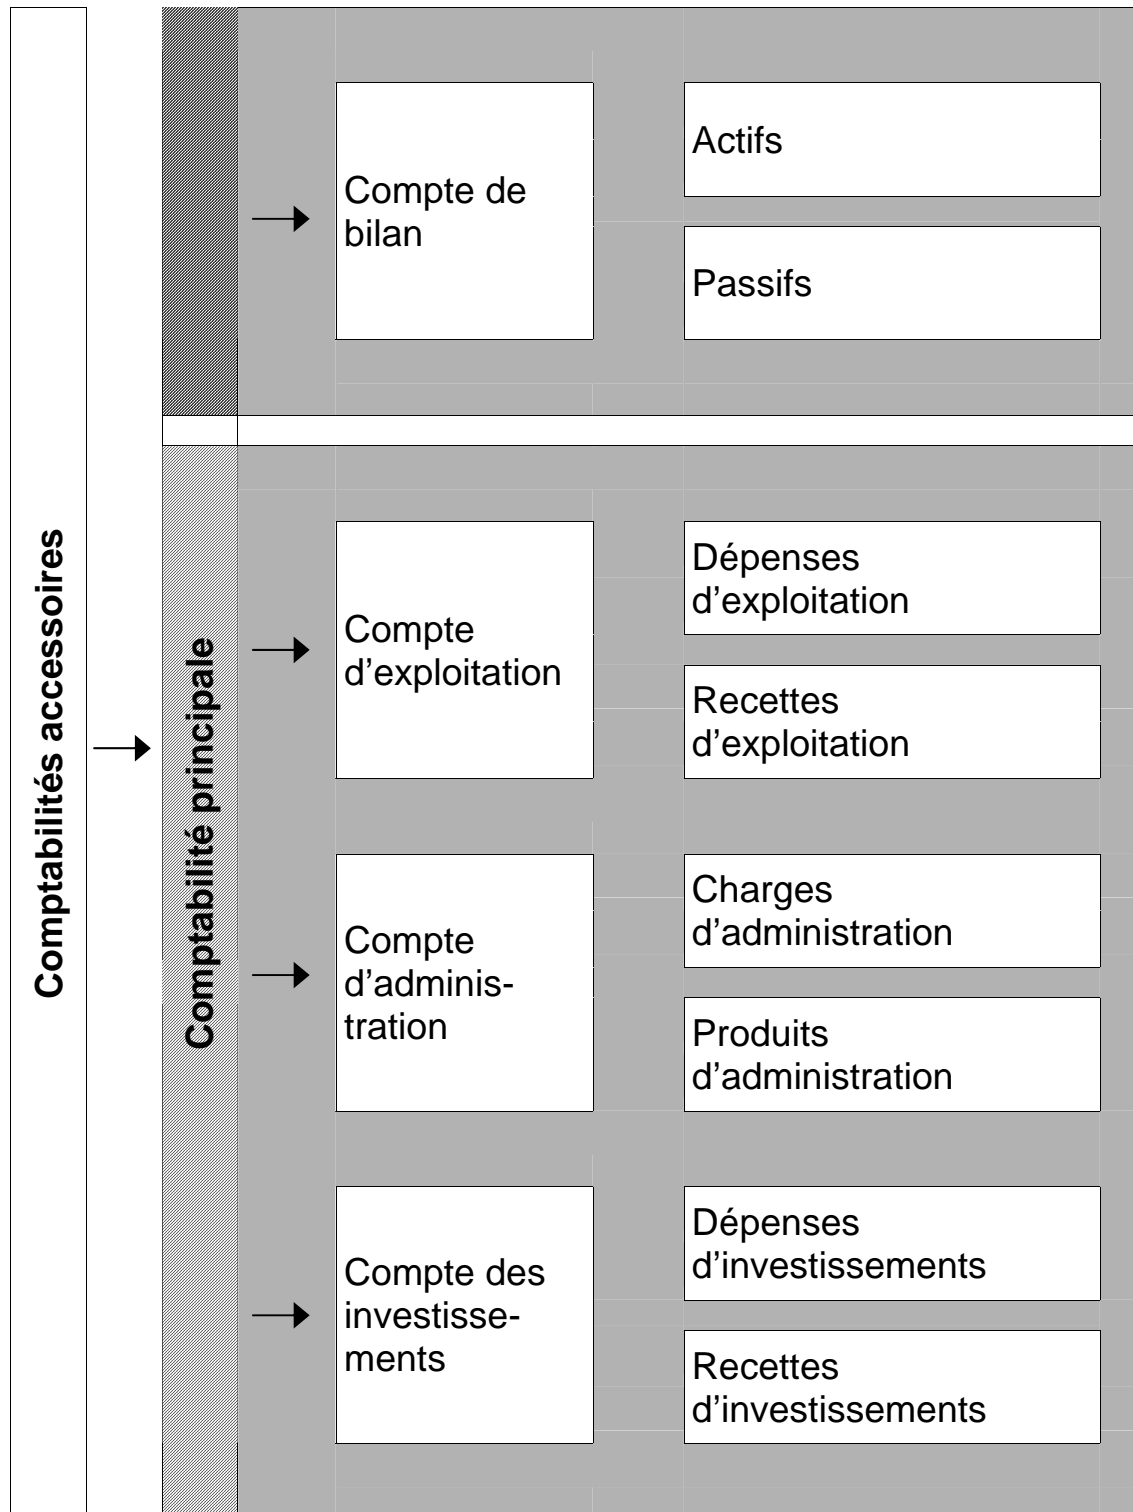 Comptabilités accessoires
Comptabilité principale
Compte de
bilan
Actifs
Passifs
Compte
d’exploitation
Dépenses
d’exploitation
Recettes
d’exploitation
Compte
d’adminis-
tration
Charges
d’administration
Produits
d’administration
Compte des
investisse-
ments
Dépenses
d’investissements
Recettes
d’investissements